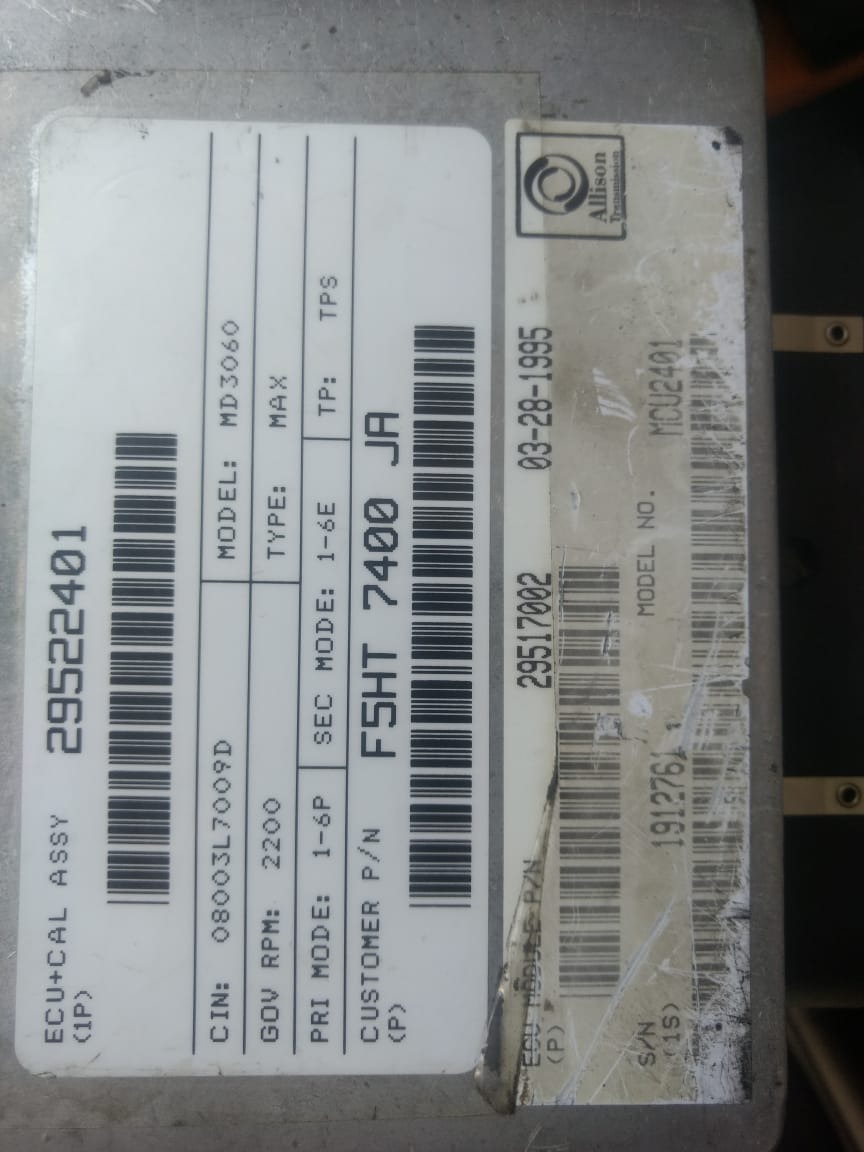 ECU+CAL ASSY 29522401
(1P)
CIN: 08003L7009D MODEL: MD3060
GOV RPM: 2200 TYPE: MAX
PRI MODE: 1-6P SEC MODE: 1-6E TP: TPS
CUSTOMER P/N F5HT 7400 JA
(P)
Allison
Transmission
ECU MODULE P/N 29517002 03-28-1995
(P)
S/N MODEL NO.
(1S) MCU2401